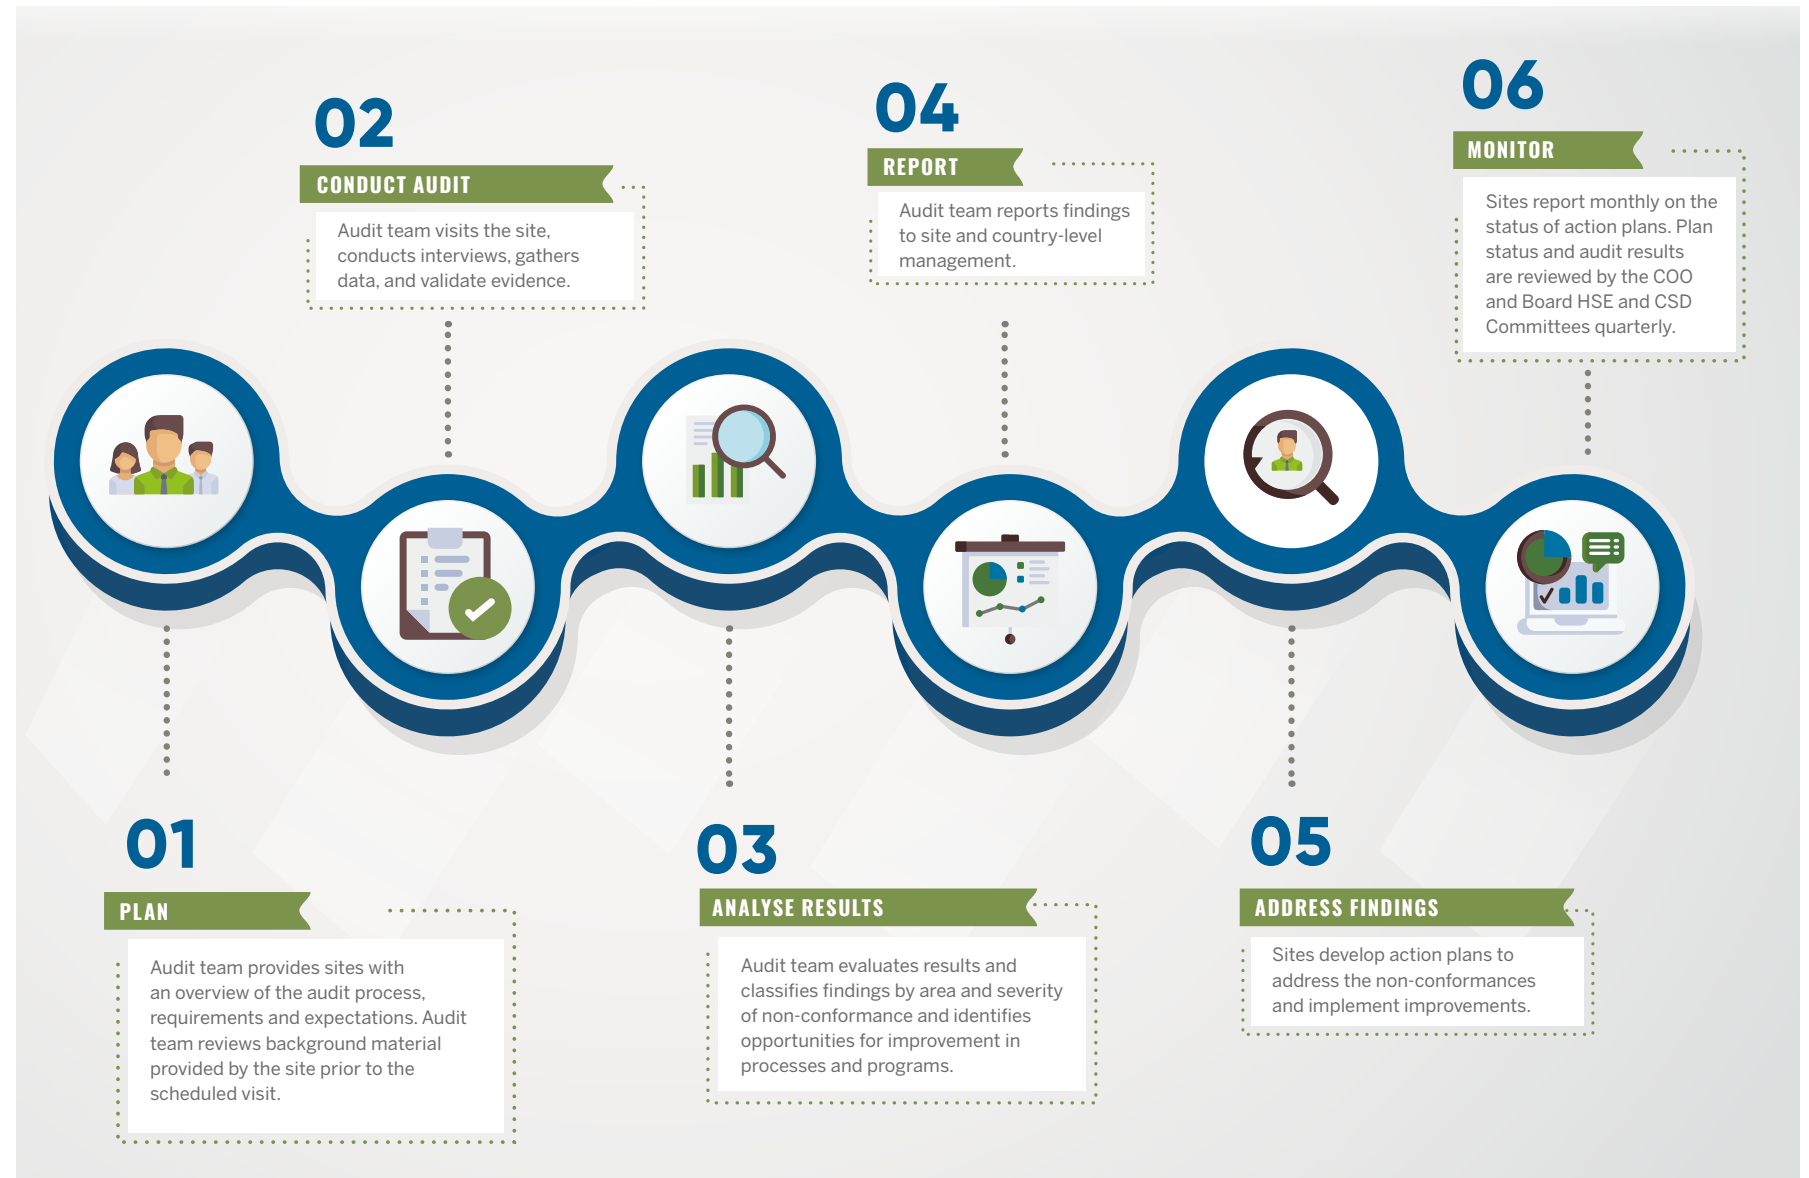 01
PLAN
Audit team provides sites with
an overview of the audit process,
requirements and expectations. Audit
team reviews background material
provided by the site prior to the
scheduled visit.
02
CONDUCT AUDIT
Audit team visits the site,
conducts interviews, gathers
data, and validate evidence.
03
ANALYSE RESULTS
Audit team evaluates results and
classifies findings by area and severity
of non-conformance and identifies
opportunities for improvement in
processes and programs.
04
REPORT
Audit team reports findings
to site and country-level
management.
05
ADDRESS FINDINGS
Sites develop action plans to
address the non-conformances
and implement improvements.
06
MONITOR
Sites report monthly on the
status of action plans. Plan
status and audit results
are reviewed by the COO
and Board HSE and CSD
Committees quarterly.